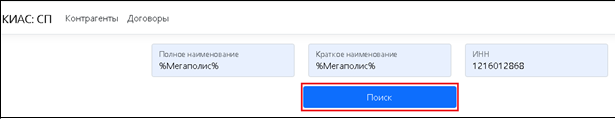 КИАС: СП Контрагенты Договоры
Полное наименование Краткое наименование ИНН
%Мегаполис% %Мегаполис% 1216012868
Поиск